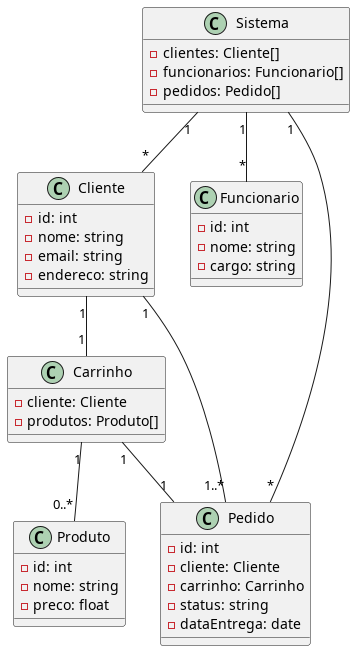 C Sistema
clientes: Cliente[]
funcionarios: Funcionario[]
pedidos: Pedido[]
1 1 1
* *
C Cliente
id: int
nome: string
email: string
endereco: string
C Funcionario
id: int
nome: string
cargo: string
1 1
1
C Carrinho
cliente: Cliente
produtos: Produto[]
1 1
0..* 1 1..* *
C Produto
id: int
nome: string
preco: float
C Pedido
id: int
cliente: Cliente
carrinho: Carrinho
status: string
dataEntrega: date